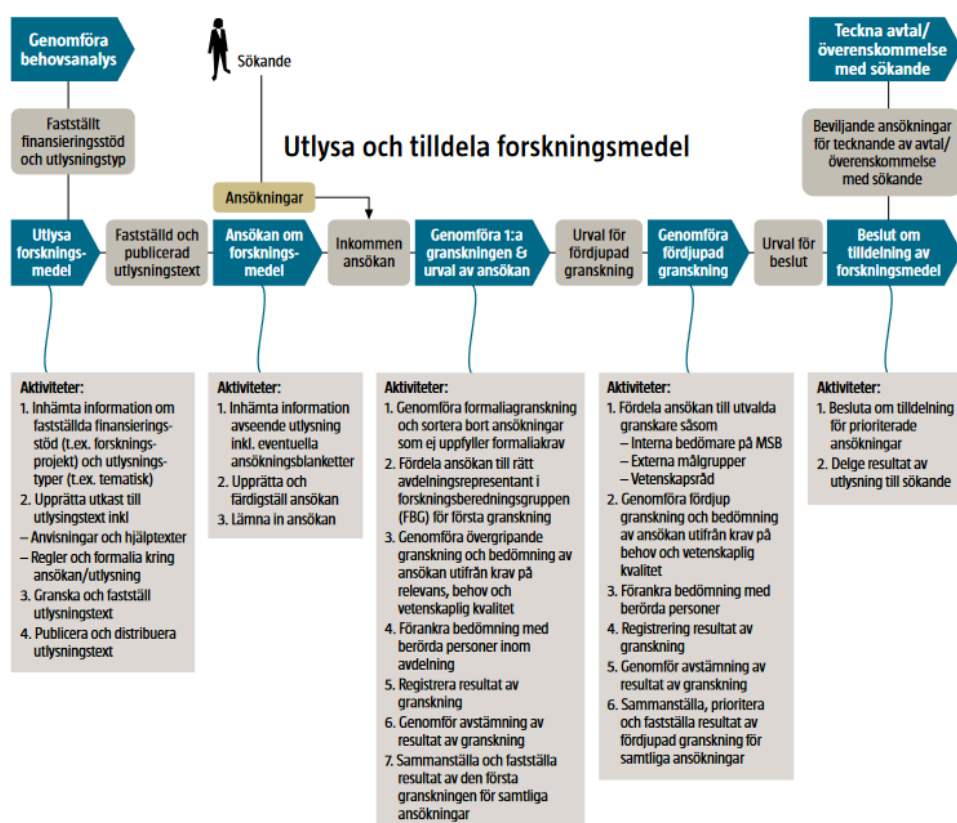 Genomföra
behovsanalys
Sökande
Teckna avtal/
överenskommelse
med sökande
Fastställt
finansieringsstöd
och utlysningstyp
Utlysa och tilldela forskningsmedel
Beviljande ansökningar
för tecknande av avtal/
överenskommelse
med sökande
Ansökningar
Utlysa
forsknings-
medel
Fastställd och
publicerad
utlysningstext
Ansökan om
forsknings-
medel
Inkommen
ansökan
Genomföra 1:a
granskningen &
urval av ansökan
Urval för
fördjupad
granskning
Genomföra
fördjupad
granskning
Urval för
beslut
Beslut om
tilldelning av
forskningsmedel
Aktiviteter:
1. Inhämta information om
fastställda finansierings-
stöd (t.ex. forsknings-
projekt) och utlysnings-
typer (t.ex. tematisk)
2. Upprätta utkast till
utlysingstext inkl
– Anvisningar och hjälptexter
– Regler och formalia kring
ansökan/utlysning
3. Granska och fastställ
utlysningstext
4. Publicera och distribuera
utlysningstext
Aktiviteter:
1. Inhämta information
avseende utlysning
inkl. eventuella
ansökningsblanketter
2. Upprätta och
färdigställ ansökan
3. Lämna in ansökan
Aktiviteter:
1. Genomföra formaliagranskning
och sortera bort ansökningar
som ej uppfyller formaliakrav
2. Fördela ansökan till rätt
avdelningsrepresentant i
forskningsberedningsgruppen
(FBG) för första granskning
3. Genomföra övergripande
granskning och bedömning av
ansökan utifrån krav på
relevans, behov och
vetenskaplig kvalitet
4. Förankra bedömning med
berörda personer inom
avdelning
5. Registrera resultat av
granskning
6. Genomför avstämning av
resultat av granskning
7. Sammanställa och fastställa
resultat av den första
granskningen för samtliga
ansökningar
Aktiviteter:
1. Fördela ansökan till utvalda
granskare såsom
– Interna bedömare på MSB
– Externa målgrupper
– Vetenskapsråd
2. Genomföra fördjup
granskning och bedömning
av ansökan utifrån krav på
behov och vetenskaplig
kvalitet
3. Förankra bedömning med
berörda personer
4. Registrering resultat av
granskning
5. Genomför avstämning av
resultat av granskning
6. Sammanställa, prioritera
och fastställa resultat av
fördjupad granskning för
samtliga ansökningar
Aktiviteter:
1. Besluta om tilldelning
för prioriterade
ansökningar
2. Delge resultat av
utlysning till sökande